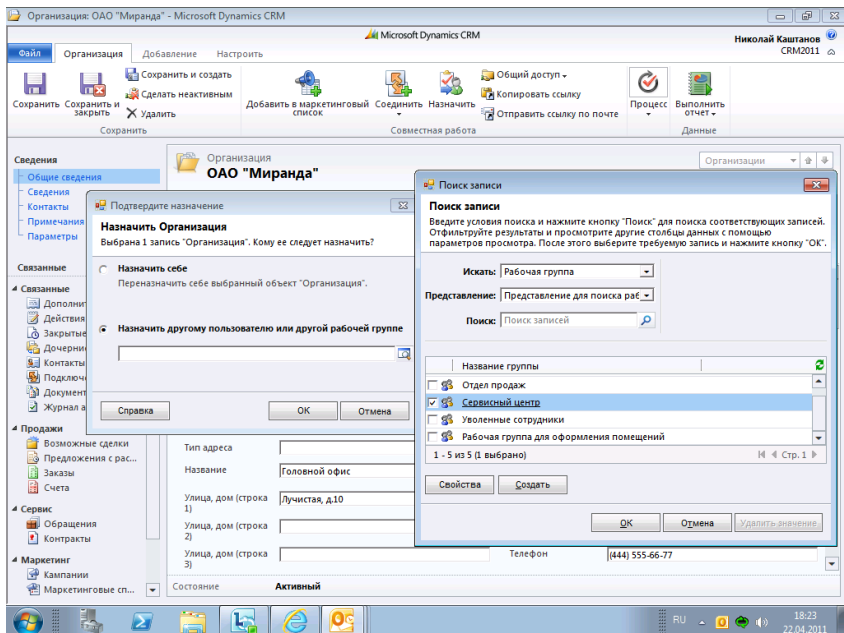 Организация: ОАО "Миранда" - Microsoft Dynamics CRM
Microsoft Dynamics CRM
Николай Каштанов
CRM2011
Файл
Организация
Добавление
Настроить
Сохранить
Сохранить и закрыть
Сохранить и создать
Сделать неактивным
Удалить
Сохранить
Добавить в маркетинговый список
Соединить
Назначить
Общий доступ
Копировать ссылку
Отправить ссылку по почте
Совместная работа
Процесс
Выполнить отчет
Данные
Сведения
Общие сведения
Сведения
Контакты
Примечания
Параметры
Связанные
Связанные
Действия
Закрытые
Контакты
Продажи
Возможные сделки
Предложения с рас...
Заказы
Счета
Сервис
Обращения
Контракты
Маркетинг
Кампании
Маркетинговые сп...
Организация
ОАО "Миранда"
Организации
Подтвердите назначение
Назначить Организация
Выбрана 1 запись "Организация". Кому ее следует назначить?
Назначить себе
Переназначить себе выбранный объект "Организация".
Назначить другому пользователю или другой рабочей группе
Справка
ОК
Отмена
Поиск записи
Поиск записи
Введите условия поиска и нажмите кнопку "Поиск" для поиска соответствующих записей.
Отфильтруйте результаты и просмотрите другие столбцы данных с помощью
параметров просмотра. После этого выберите требуемую запись и нажмите кнопку "ОК".
Искать: Рабочая группа
Представление: Представление для поиска раб
Поиск: Поиск записей
Название группы
Отдел продаж
Сервисный центр
Уволенные сотрудники
Рабочая группа для оформления помещений
1 - 5 из 5 (1 выбрано)
Стр. 1
Свойства
Создать
ОК
Отмена
Удалить значение
Тип адреса
Название
Головной офис
Улица, дом (строка 1)
Лучистая, д.10
Улица, дом (строка 2)
Улица, дом (строка 3)
Телефон
(444) 555-66-77
Состояние
Активный
RU
18:23
22.04.2011